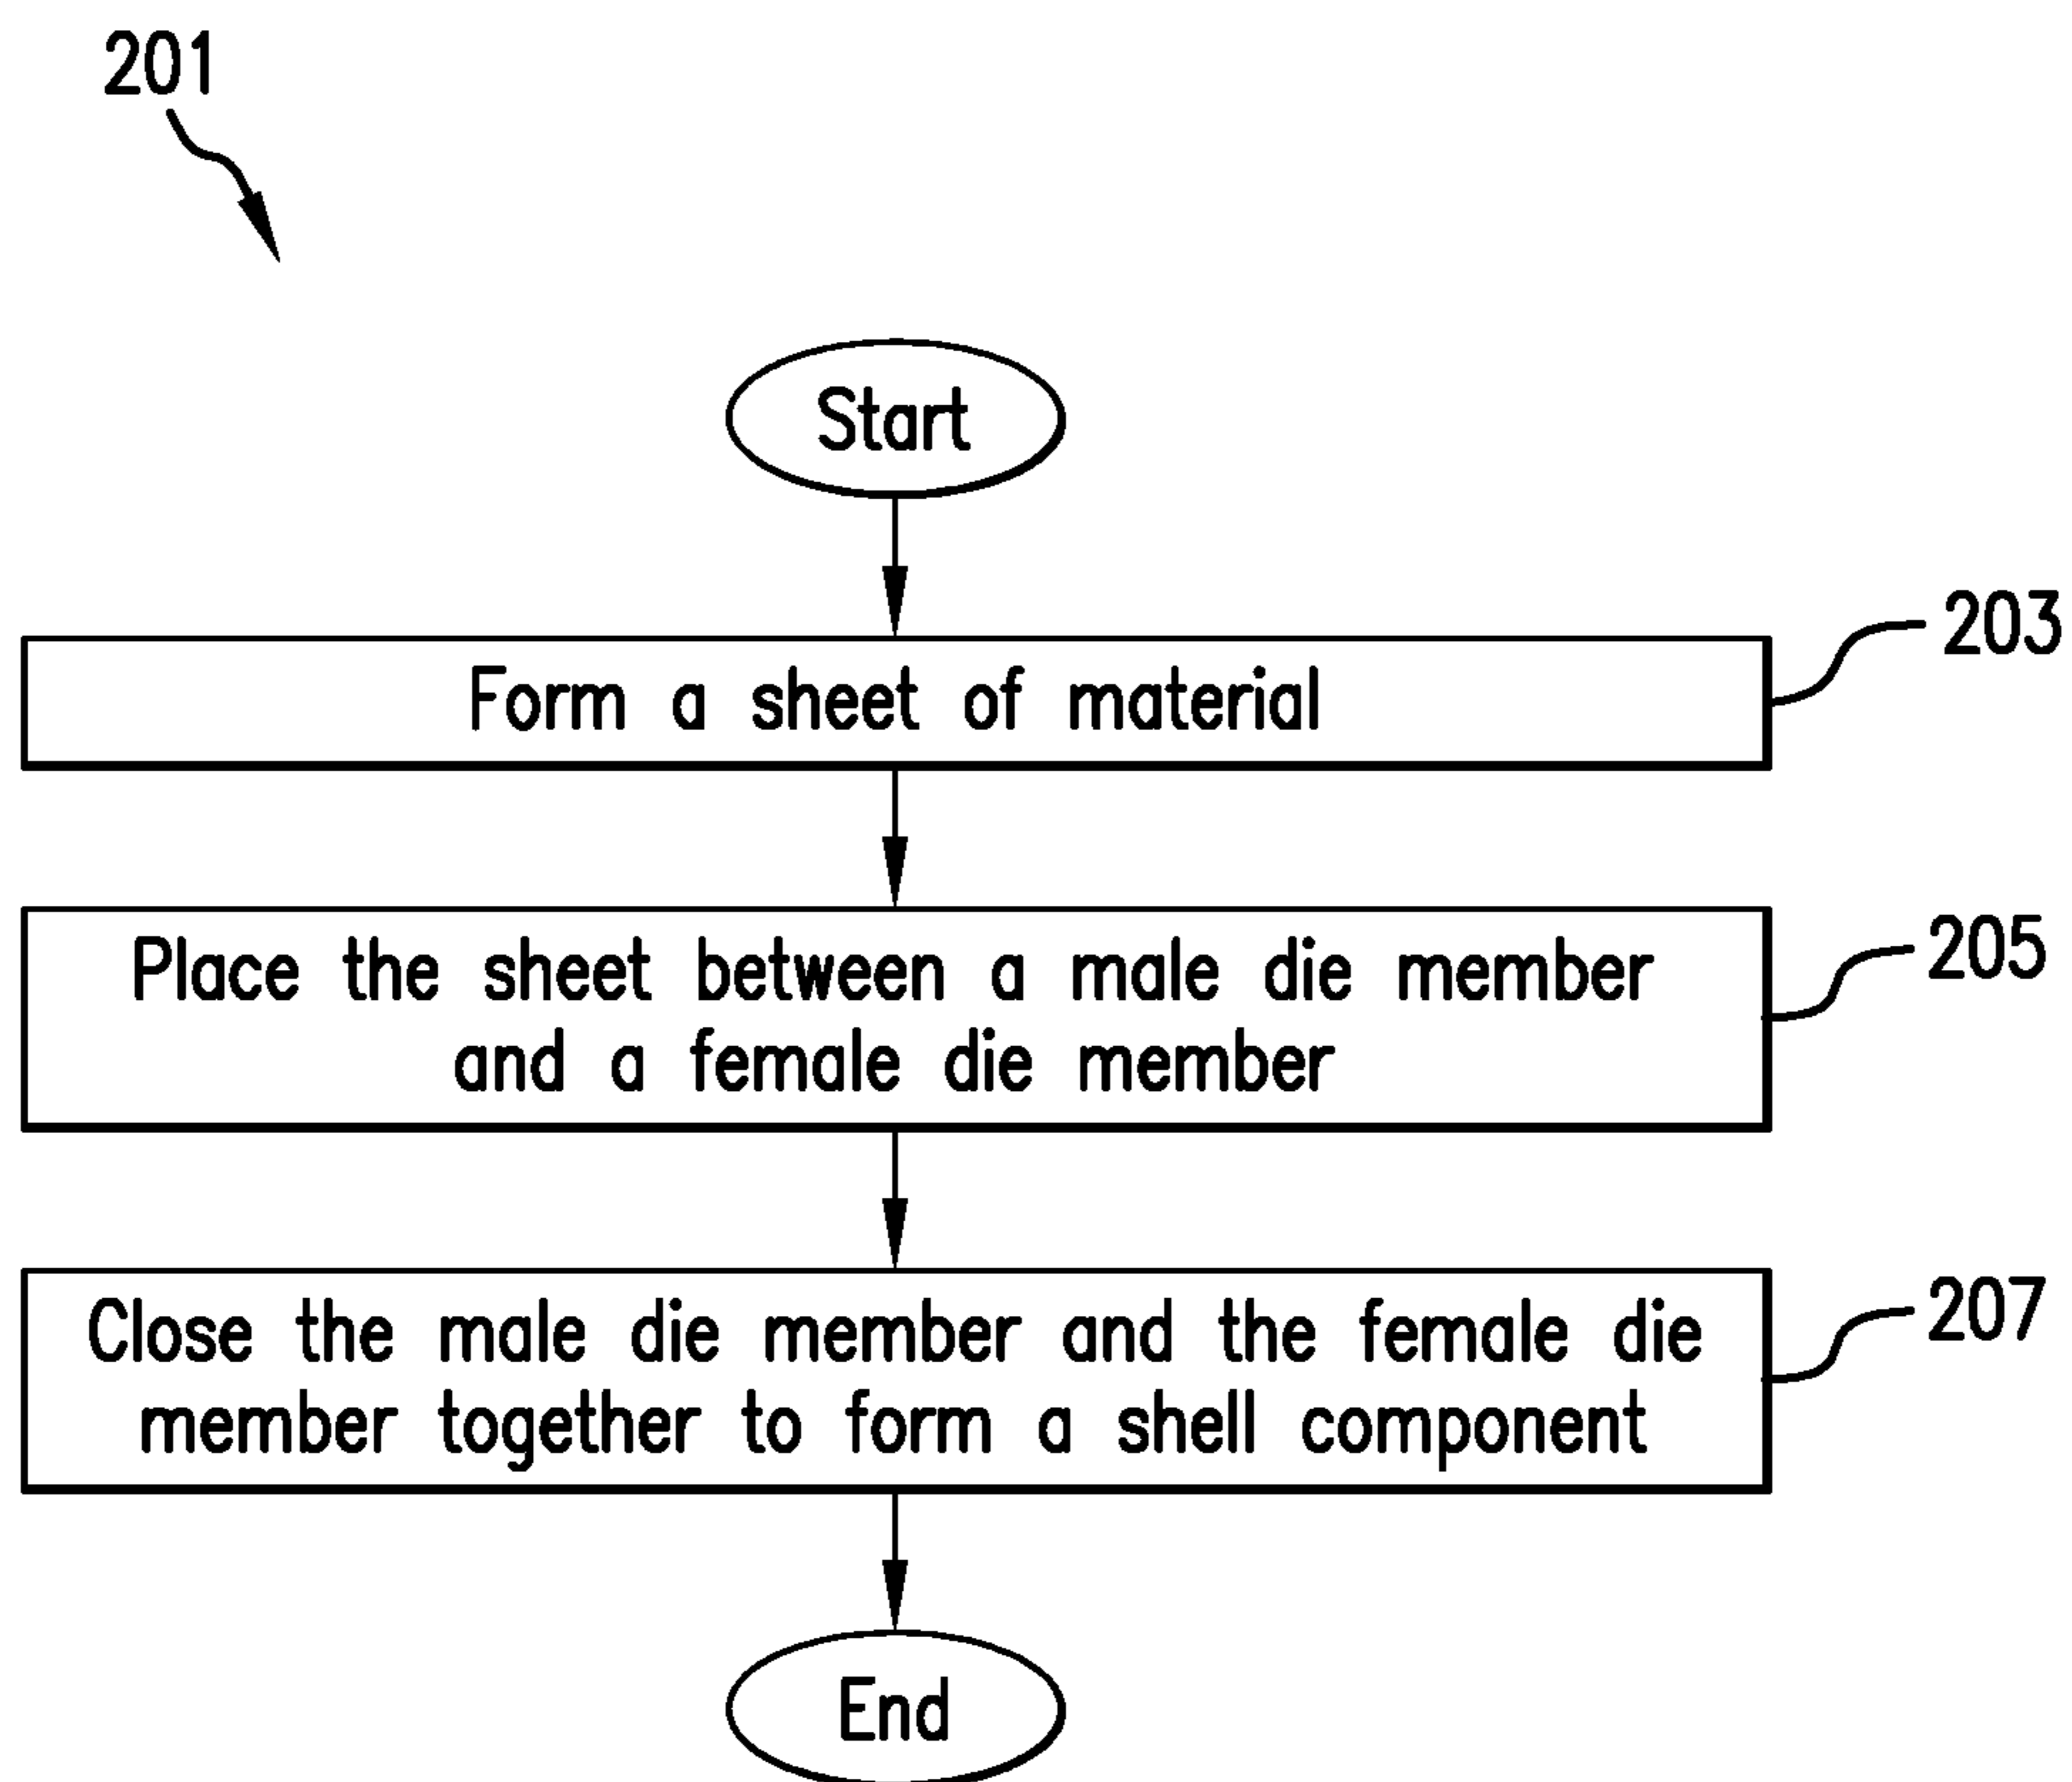 201
Start
203
Form a sheet of material
205
Place the sheet between a male die member
and a female die member
207
Close the male die member and the female die
member together to form a shell component
End